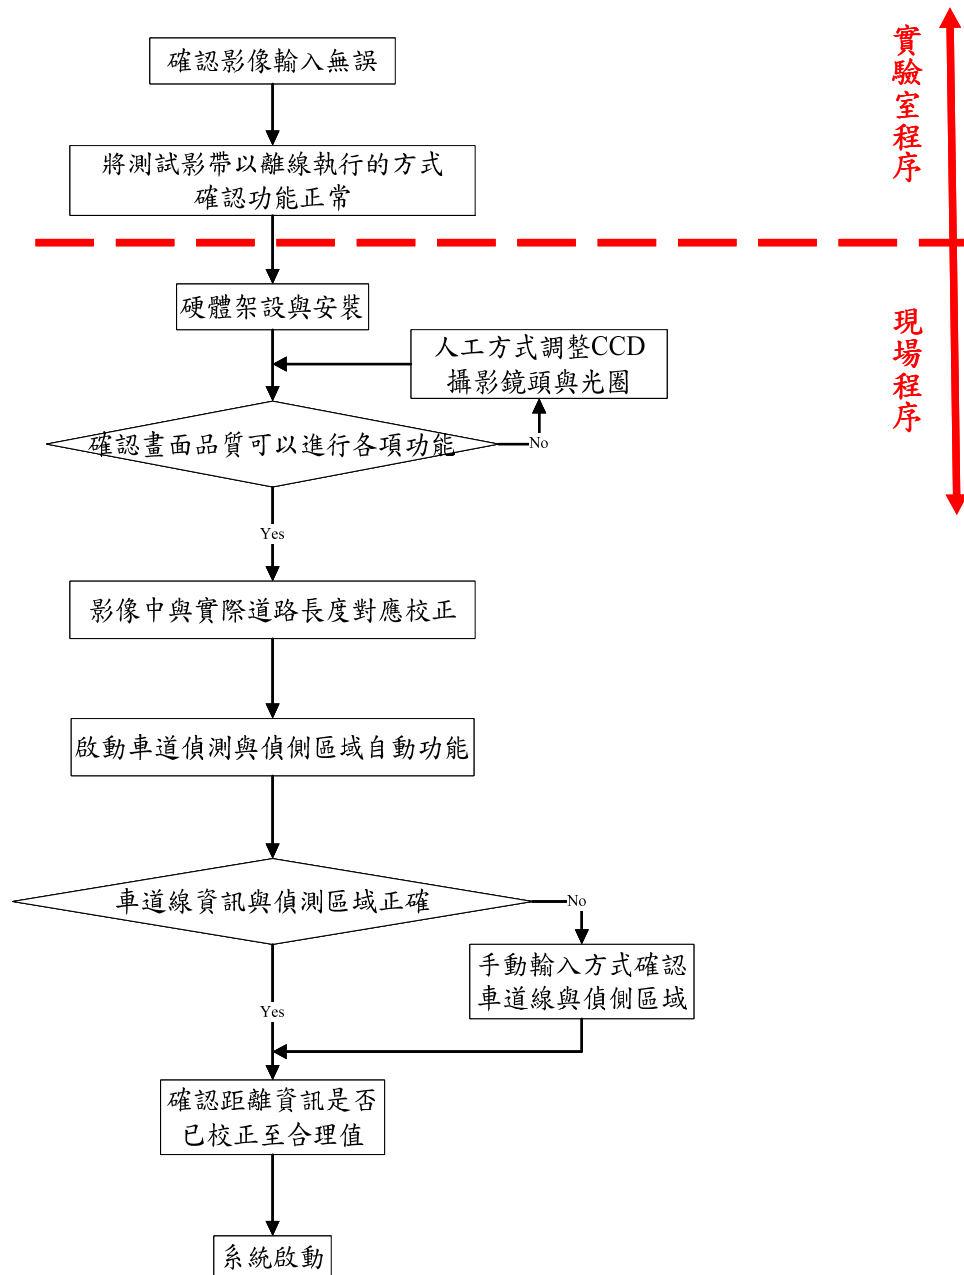 確認影像輸入無誤
實驗室程序
將測試影帶以離線執行的方式
確認功能正常
硬體架設與安裝
現場程序
人工方式調整CCD
攝影鏡頭與光圈
確認畫面品質可以進行各項功能
No
Yes
影像中與實際道路長度對應校正
啟動車道偵測與偵側區域自動功能
車道線資訊與偵測區域正確
No
手動輸入方式確認
車道線與偵側區域
Yes
確認距離資訊是否
已校正至合理值
系統啟動